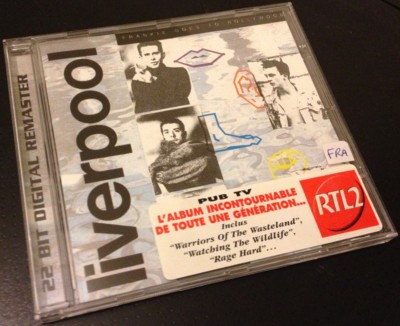 FRANKIE GOES TO HOLLYWOOD
22 BIT DIGITAL REMASTER
liverpool
FRA
PUB TV
L'ALBUM INCONTOURNABLE
DE TOUTE UNE GÉNÉRATION...
Inclus
"Warriors Of The Wasteland",
"Watching The Wildlife",
"Rage Hard"...
RTL2